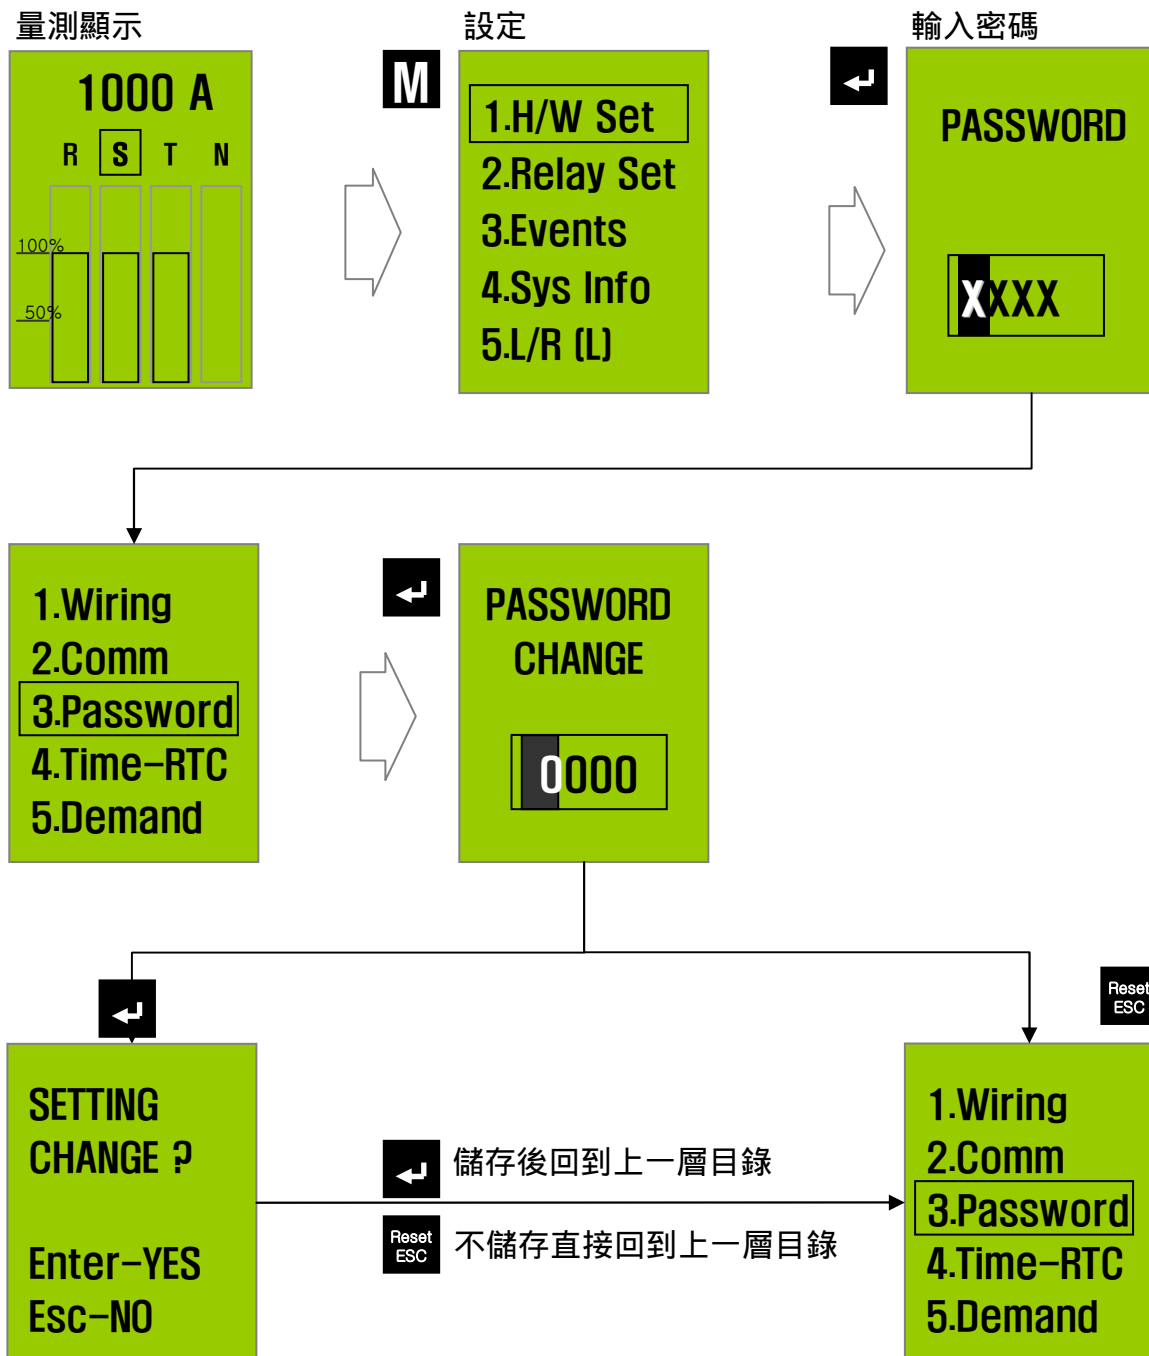 量測顯示
設定
輸入密碼
1000 A
R S T N
100%
50%
M
1.H/W Set
2.Relay Set
3.Events
4.Sys Info
5.L/R (L)
PASSWORD
XXXX
1.Wiring
2.Comm
3.Password
4.Time-RTC
5.Demand
PASSWORD
CHANGE
0000
SETTING
CHANGE ?
Enter-YES
Esc-NO
儲存後回到上一層目錄
Reset
ESC
不儲存直接回到上一層目錄
Reset
ESC
1.Wiring
2.Comm
3.Password
4.Time-RTC
5.Demand